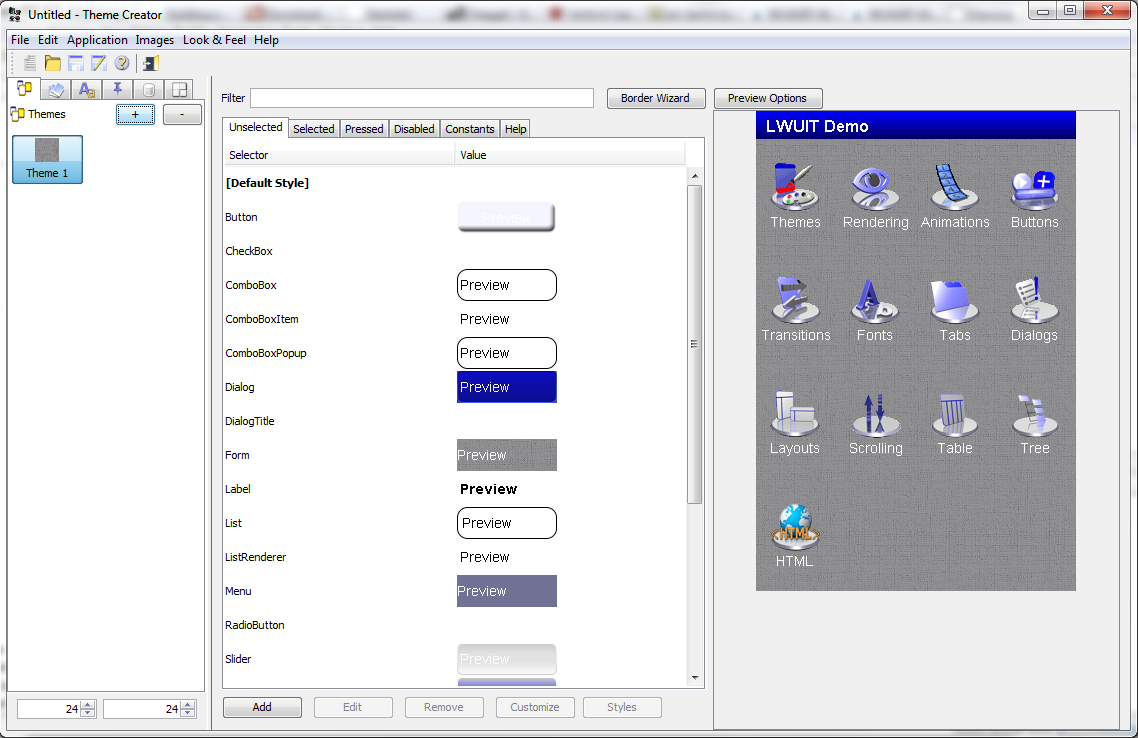 Untitled - Theme Creator
File Edit Application Images Look & Feel Help
Themes
+ -
Theme 1
24 24
Filter
Border Wizard
Preview Options
Unselected Selected Pressed Disabled Constants Help
Selector Value
[Default Style]
Button Preview
CheckBox
ComboBox Preview
ComboBoxItem Preview
ComboBoxPopup Preview
Dialog Preview
DialogTitle
Form Preview
Label Preview
List Preview
ListRenderer Preview
Menu Preview
RadioButton
Slider Preview
Add Edit Remove Customize Styles
LWUIT Demo
Themes Rendering Animations Buttons
Transitions Fonts Tabs Dialogs
Layouts Scrolling Table Tree
HTML
HTML